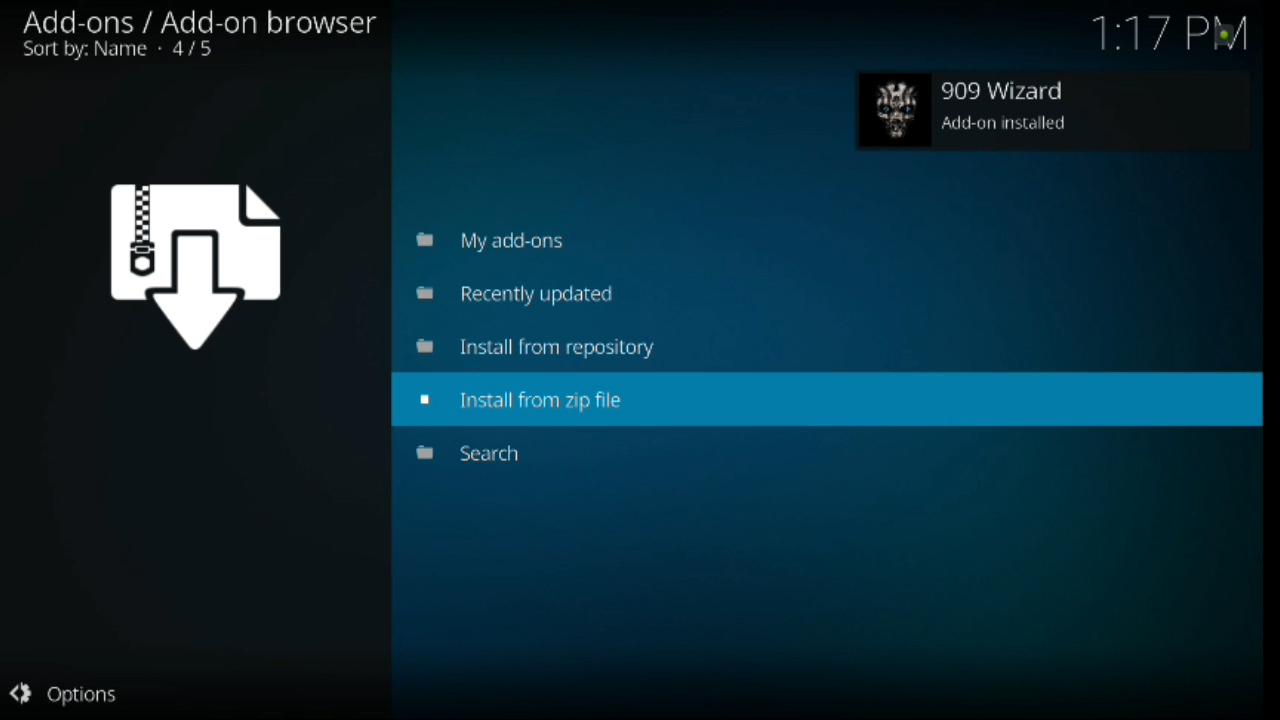 Add-ons / Add-on browser
Sort by: Name · 4 / 5
1:17 PM
909 Wizard
Add-on installed
My add-ons
Recently updated
Install from repository
Install from zip file
Search
Options